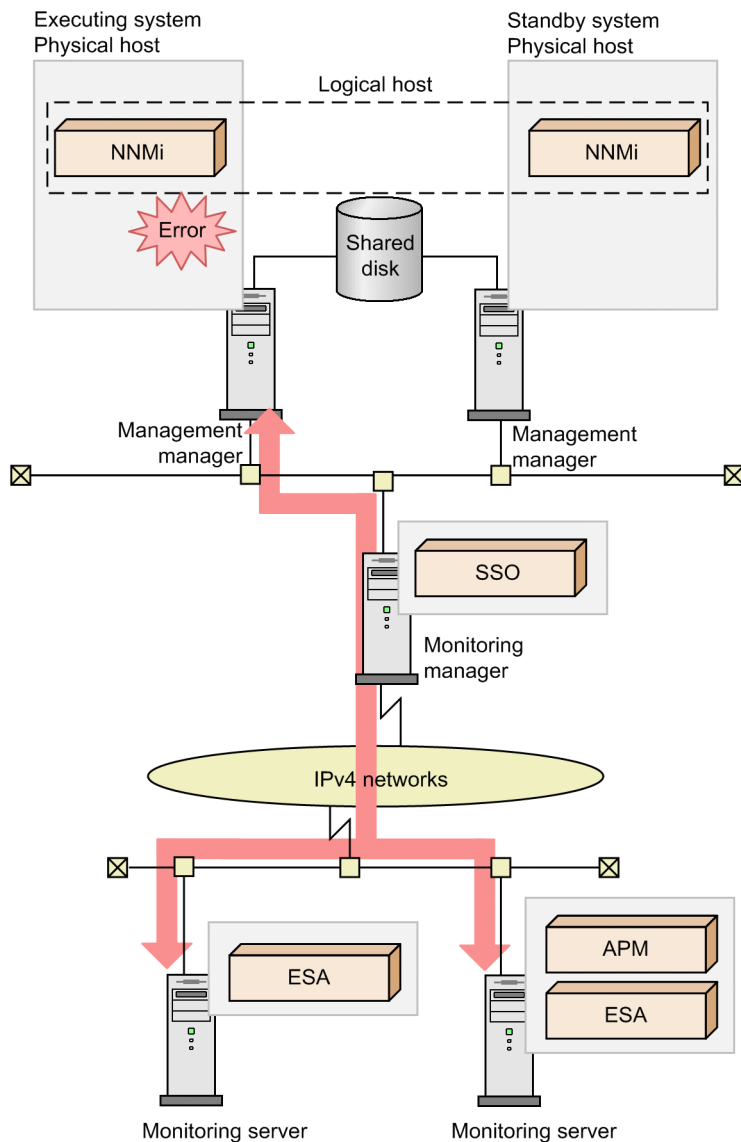 Executing system
Physical host
Standby system
Physical host
Logical host
NNMi
NNMi
Error
Shared
disk
Management
manager
Management
manager
SSO
Monitoring
manager
IPv4 networks
ESA
APM
ESA
Monitoring server
Monitoring server